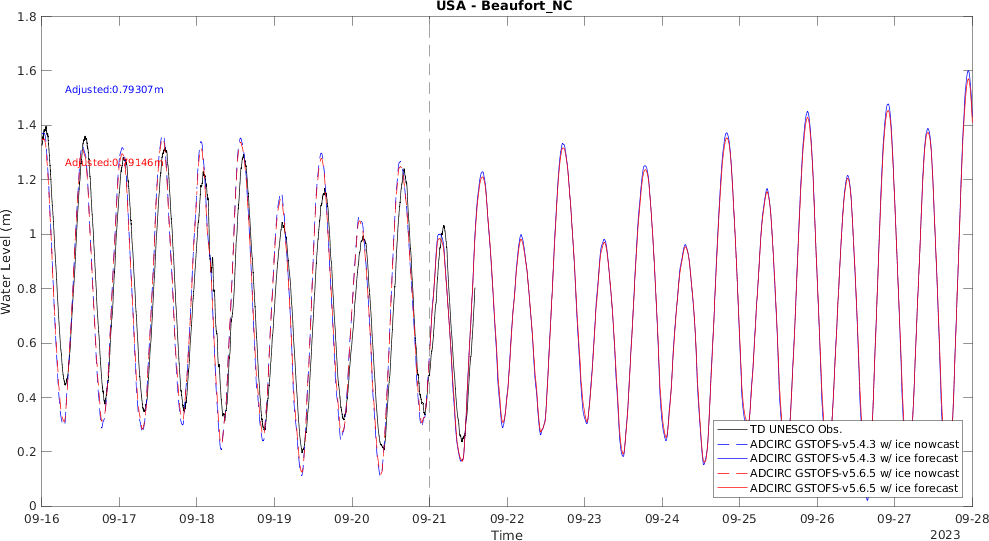 USA - Beaufort_NC
1.8
1.6
1.4
1.2
1
0.8
0.6
0.4
0.2
0
Water Level (m)
Adjusted:0.79307m
Adjusted:0.79146m
TD UNESCO Obs.
ADCIRC GSTOFS-v5.4.3 w/ ice nowcast
ADCIRC GSTOFS-v5.4.3 w/ ice forecast
ADCIRC GSTOFS-v5.6.5 w/ ice nowcast
ADCIRC GSTOFS-v5.6.5 w/ ice forecast
09-16 09-17 09-18 09-19 09-20 09-21 09-22 09-23 09-24 09-25 09-26 09-27 09-28
Time
2023